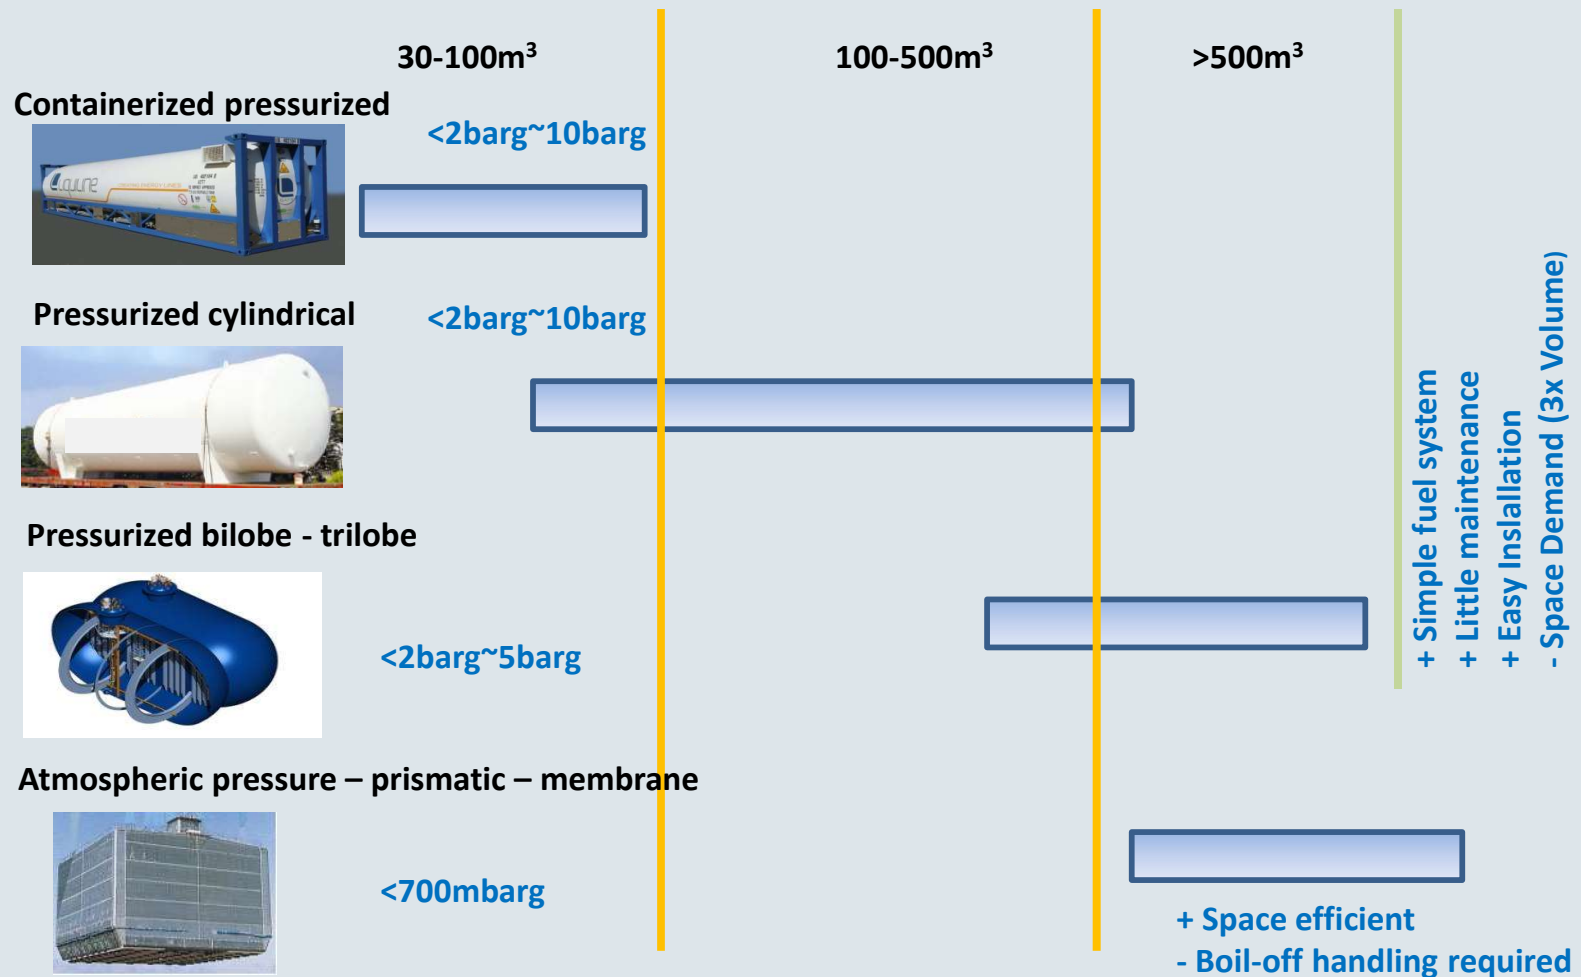 30-100m³
100-500m³
>500m³
Containerized pressurized
<2barg~10barg
Liquiline
Pressurized cylindrical
<2barg~10barg
Pressurized bilobe - trilobe
<2barg~5barg
Atmospheric pressure – prismatic – membrane
<700mbarg
+ Space efficient
- Boil-off handling required
+ Simple fuel system
+ Little maintenance
+ Easy Inslallation
- Space Demand (3x Volume)